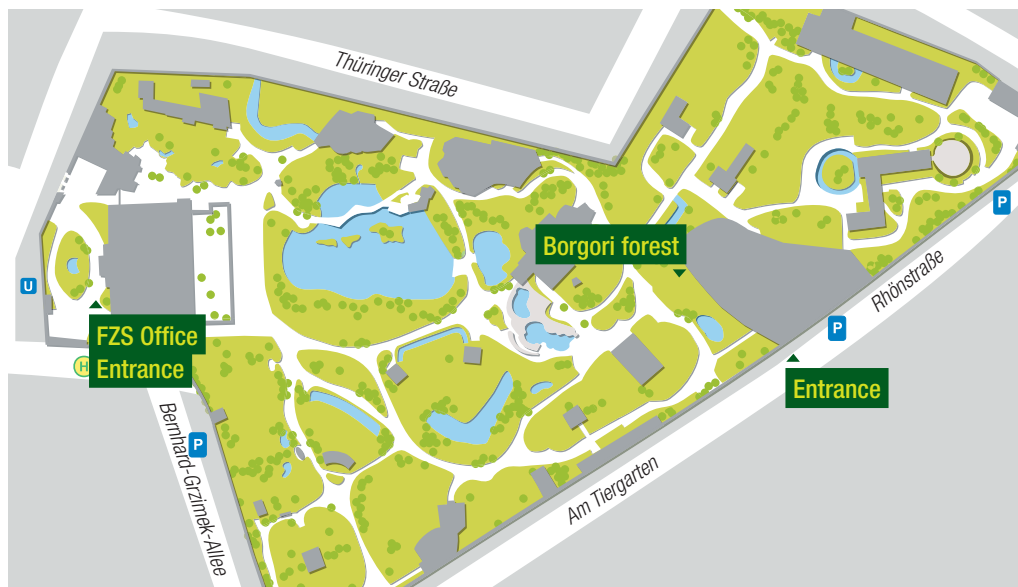 Thüringer Straße
P
Borgori forest
Rhönstraße
U
FZS Office
Entrance
H
P
Entrance
P
Bernhard-Grzimek-Allee
Am Tiergarten